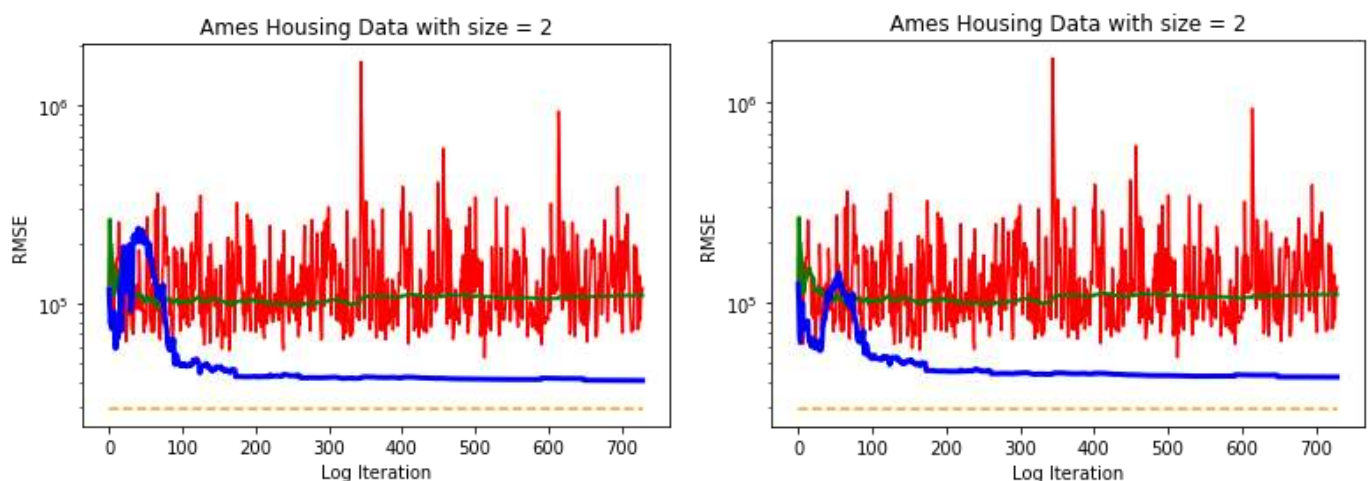 Ames Housing Data with size = 2
10⁶
10⁵
RMSE
0 100 200 300 400 500 600 700
Log Iteration
Ames Housing Data with size = 2
10⁶
10⁵
RMSE
0 100 200 300 400 500 600 700
Log Iteration